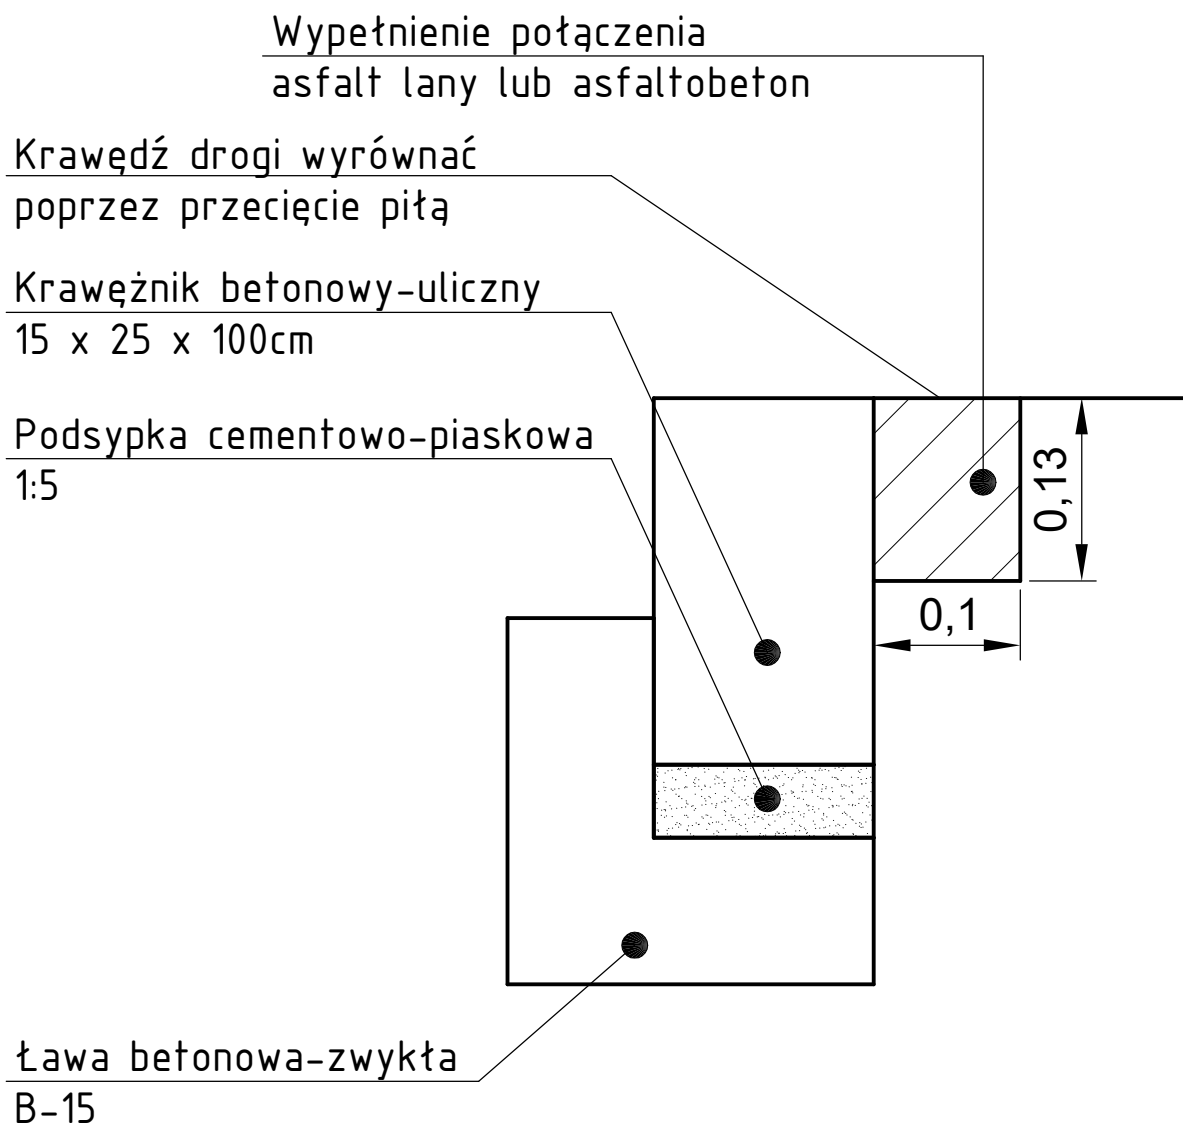 Wypełnienie połączenia
asfalt lany lub asfaltobeton
Krawędź drogi wyrównać
poprzez przecięcie piłą
Krawężnik betonowy-uliczny
15 x 25 x 100cm
Podsypka cementowo-piaskowa
1:5
0,13
0,1
Ława betonowa-zwykła
B-15